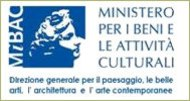 MiBAC
MINISTERO
PER I BENI E
LE ATTIVITÀ
CULTURALI
Direzione generale per il paesaggio, le belle
arti, l' architettura e l' arte contemporanee